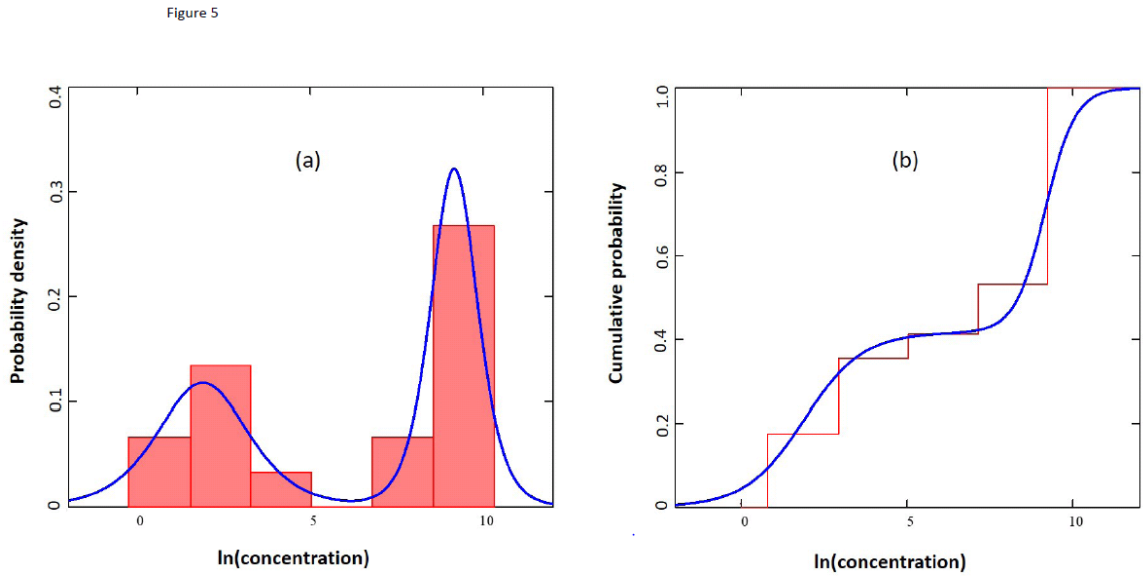 Figure 5
(a)
Probability density
0.4
0.3
0.2
0.1
0
0
5
10
ln(concentration)
(b)
Cumulative probability
1.0
0.8
0.6
0.4
0.2
0
0
5
10
ln(concentration)